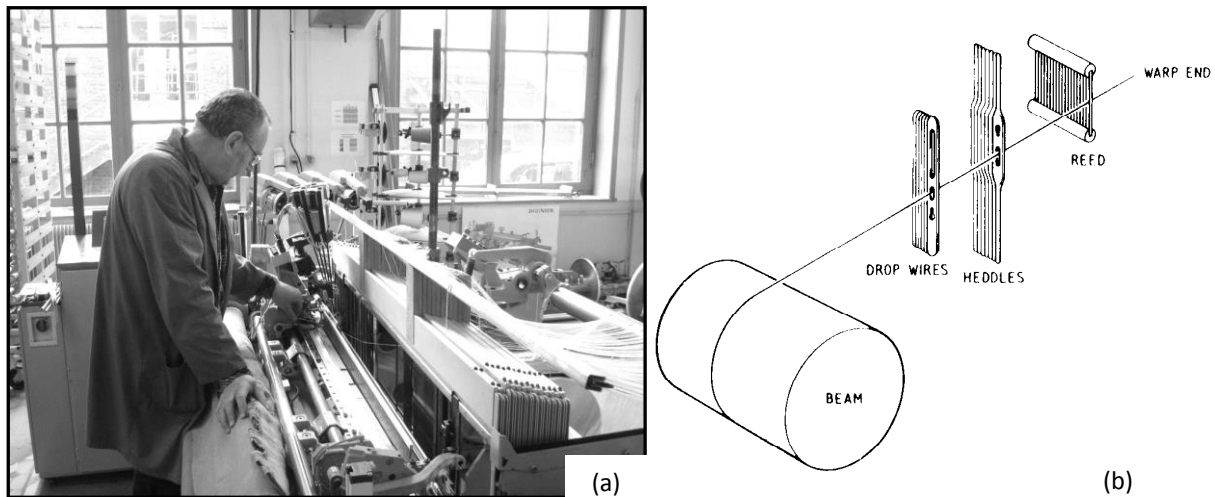 WARP END
REED
DROP WIRES
HEDDLES
BEAM
(a)
(b)